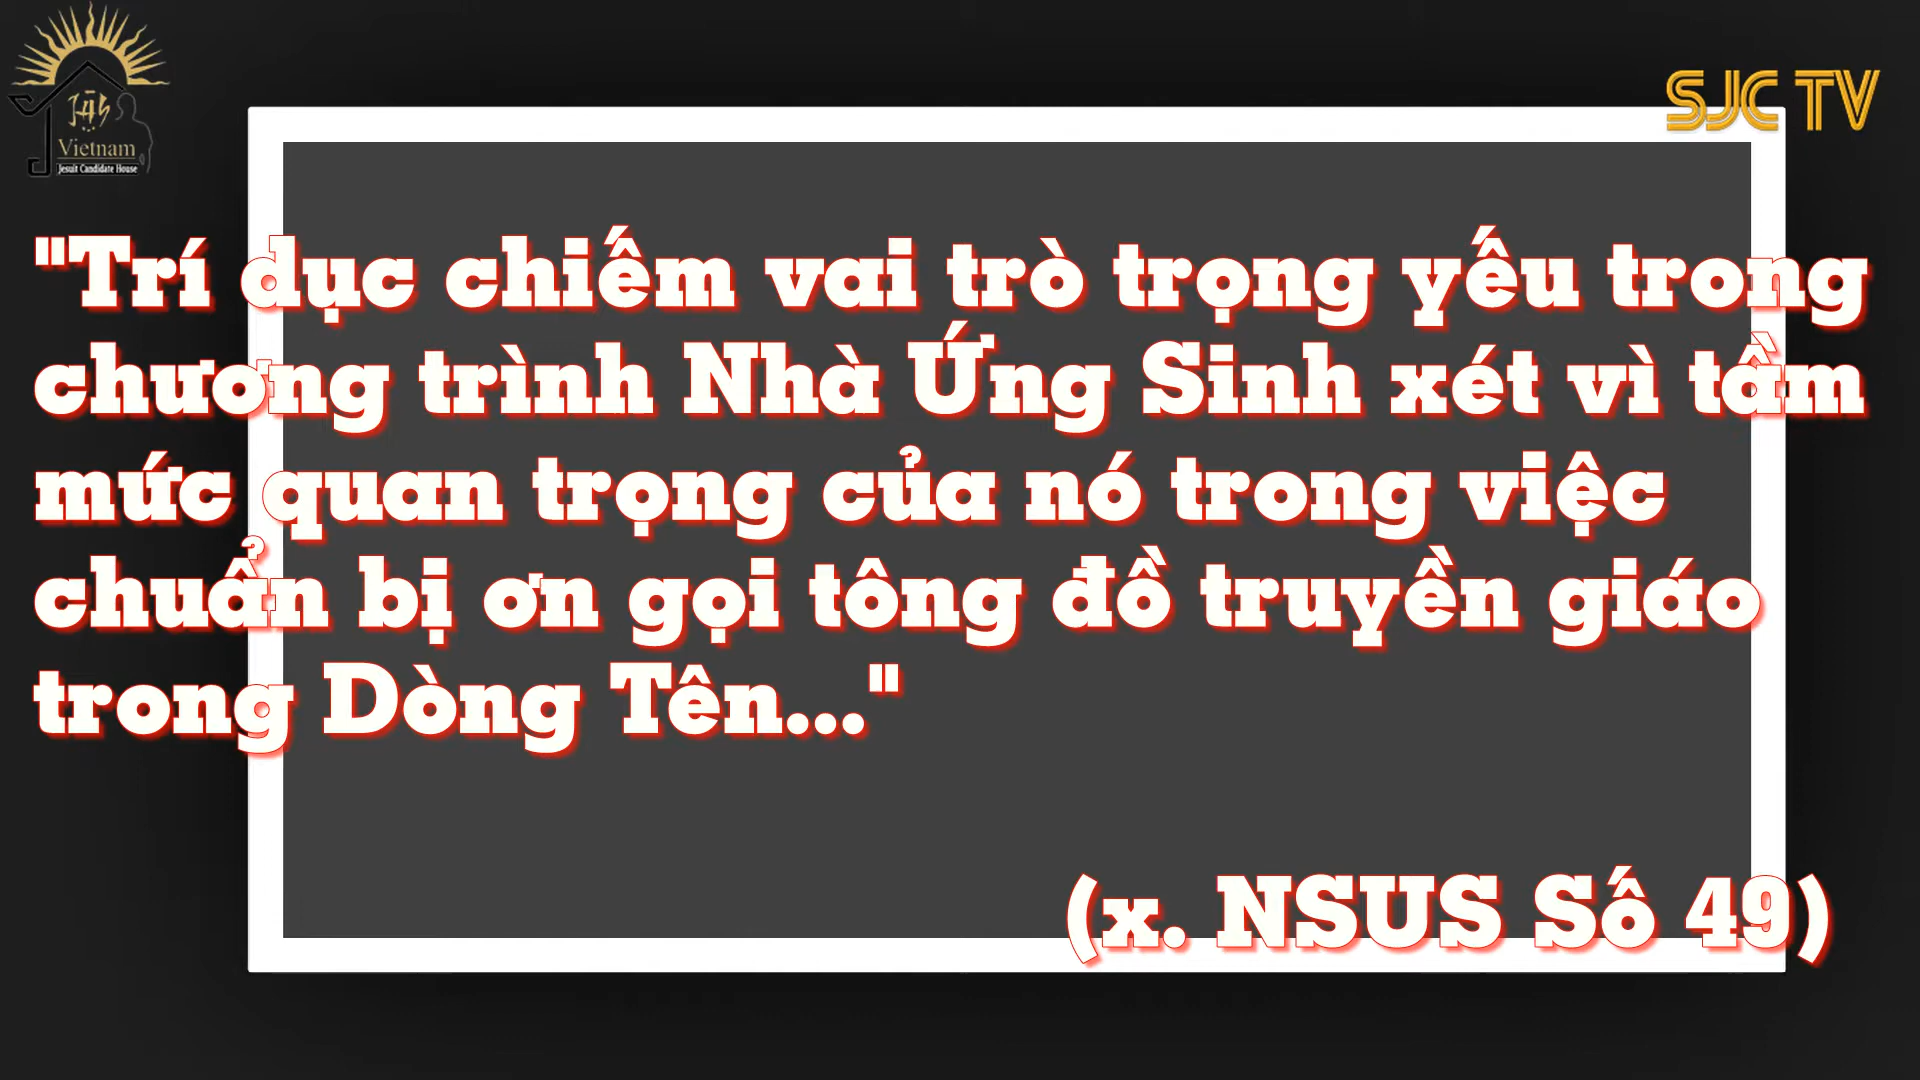 Vietnam
Jesuit Candidate House
SJC TV
"Trí dục chiếm vai trò trọng yếu trong
chương trình Nhà Ứng Sinh xét vì tầm
mức quan trọng của nó trong việc
chuẩn bị ơn gọi tông đồ truyền giáo
trong Dòng Tên..."
(x. NSUS Số 49)